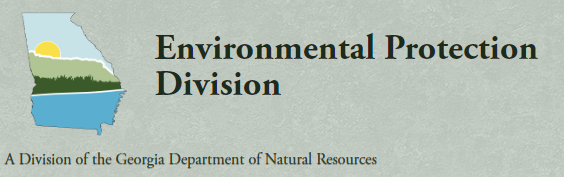 Environmental Protection
Division
A Division of the Georgia Department of Natural Resources